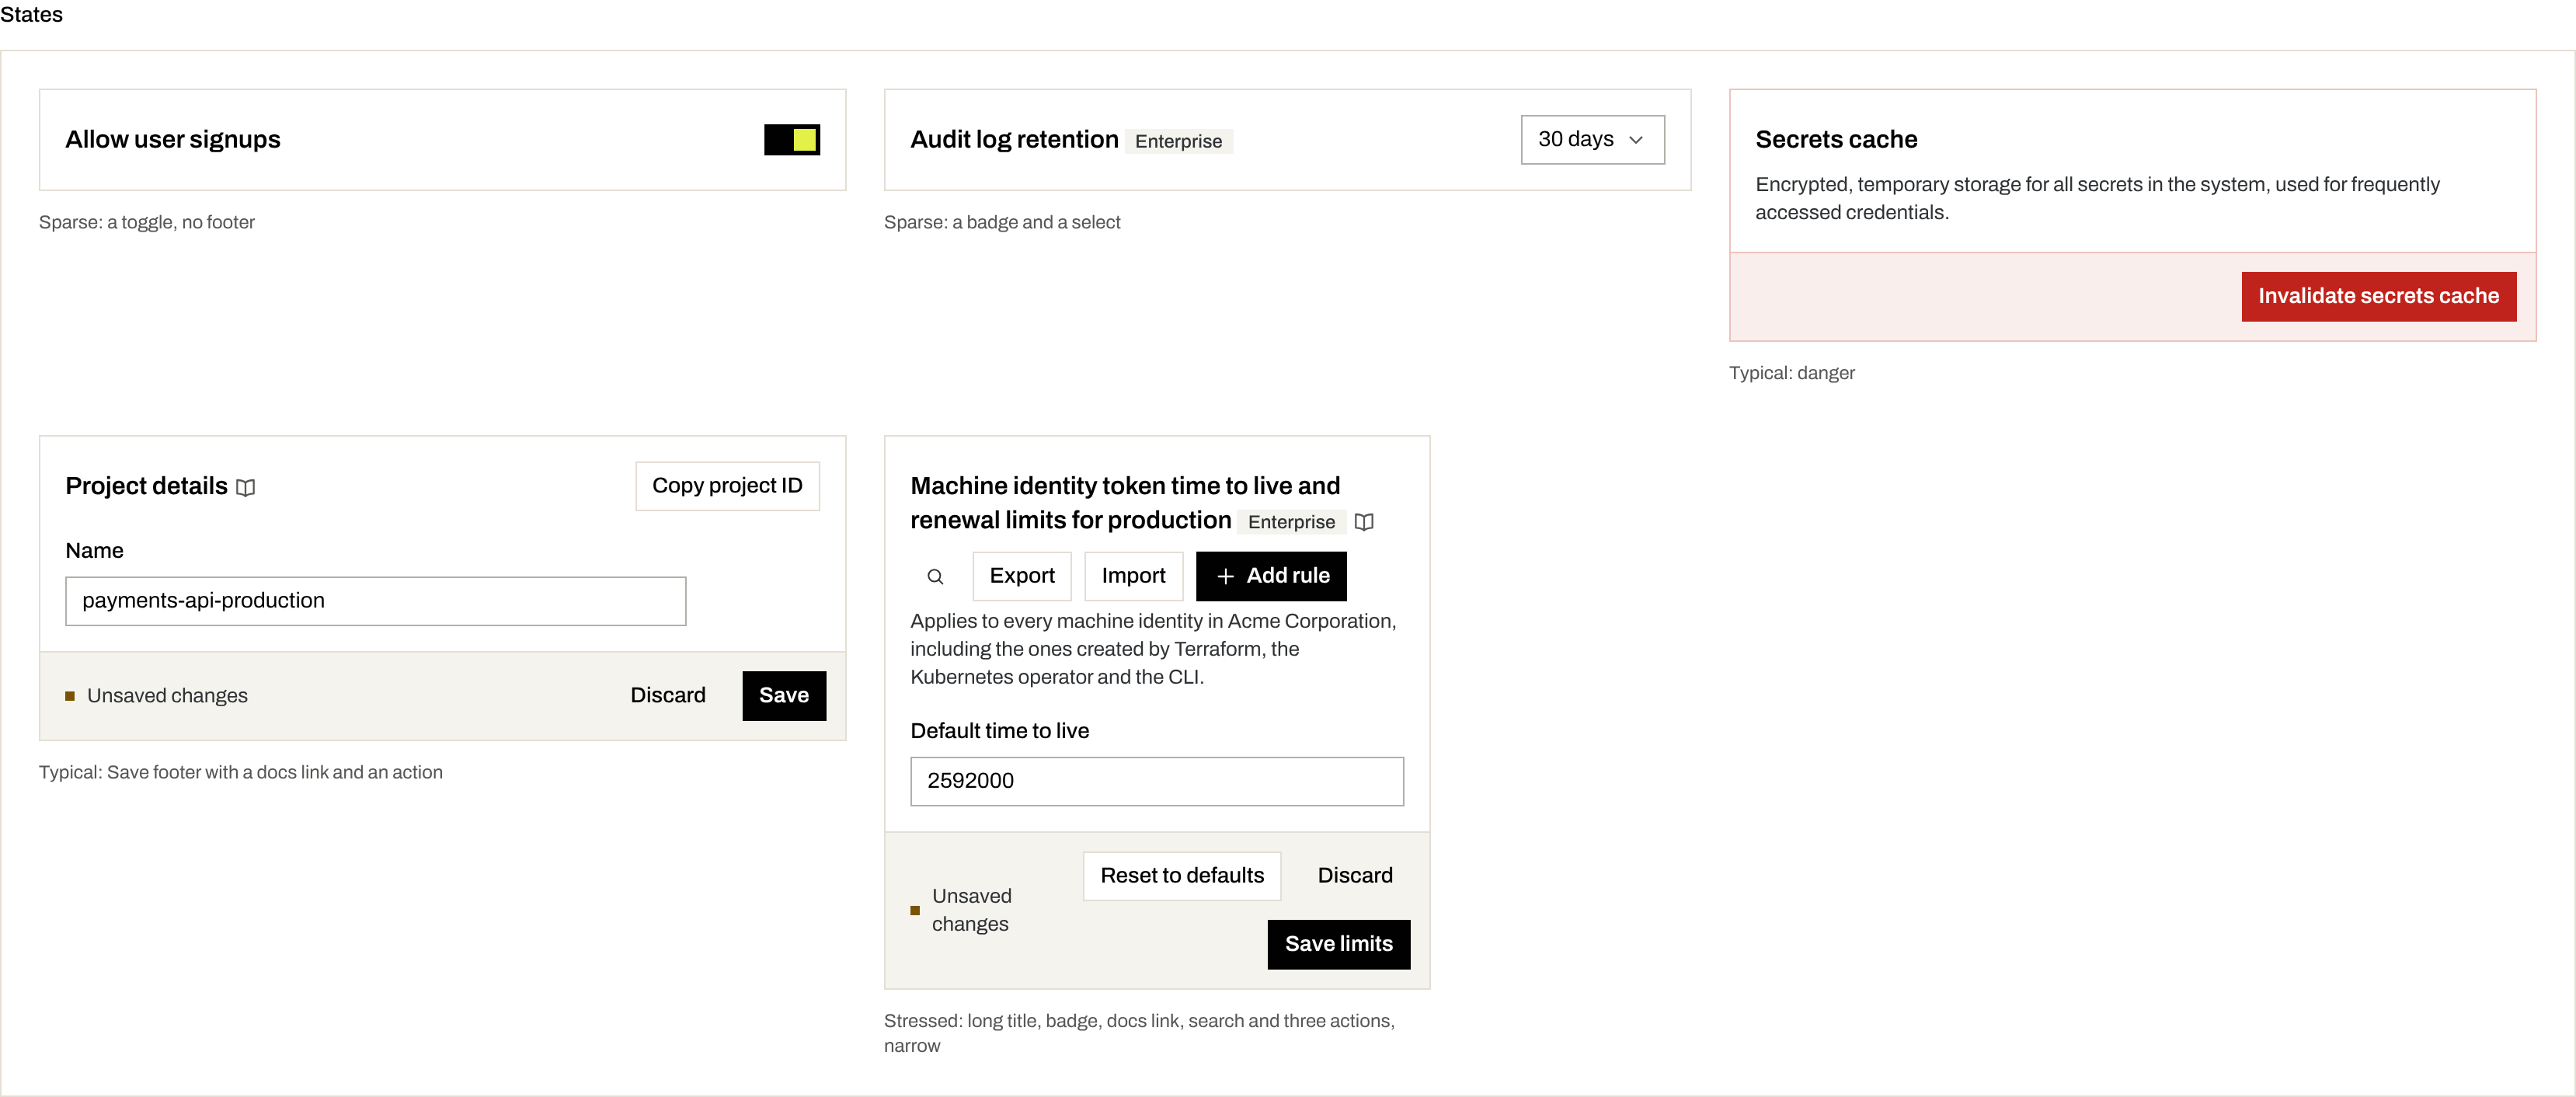 States
Allow user signups
Sparse: a toggle, no footer
Audit log retention Enterprise
30 days
Sparse: a badge and a select
Secrets cache
Encrypted, temporary storage for all secrets in the system, used for frequently
accessed credentials.
Invalidate secrets cache
Typical: danger
Project details
Copy project ID
Name
payments-api-production
Unsaved changes
Discard
Save
Typical: Save footer with a docs link and an action
Machine identity token time to live and
renewal limits for production Enterprise
Export
Import
Add rule
Applies to every machine identity in Acme Corporation,
including the ones created by Terraform, the
Kubernetes operator and the CLI.
Default time to live
2592000
Unsaved
changes
Reset to defaults
Discard
Save limits
Stressed: long title, badge, docs link, search and three actions,
narrow